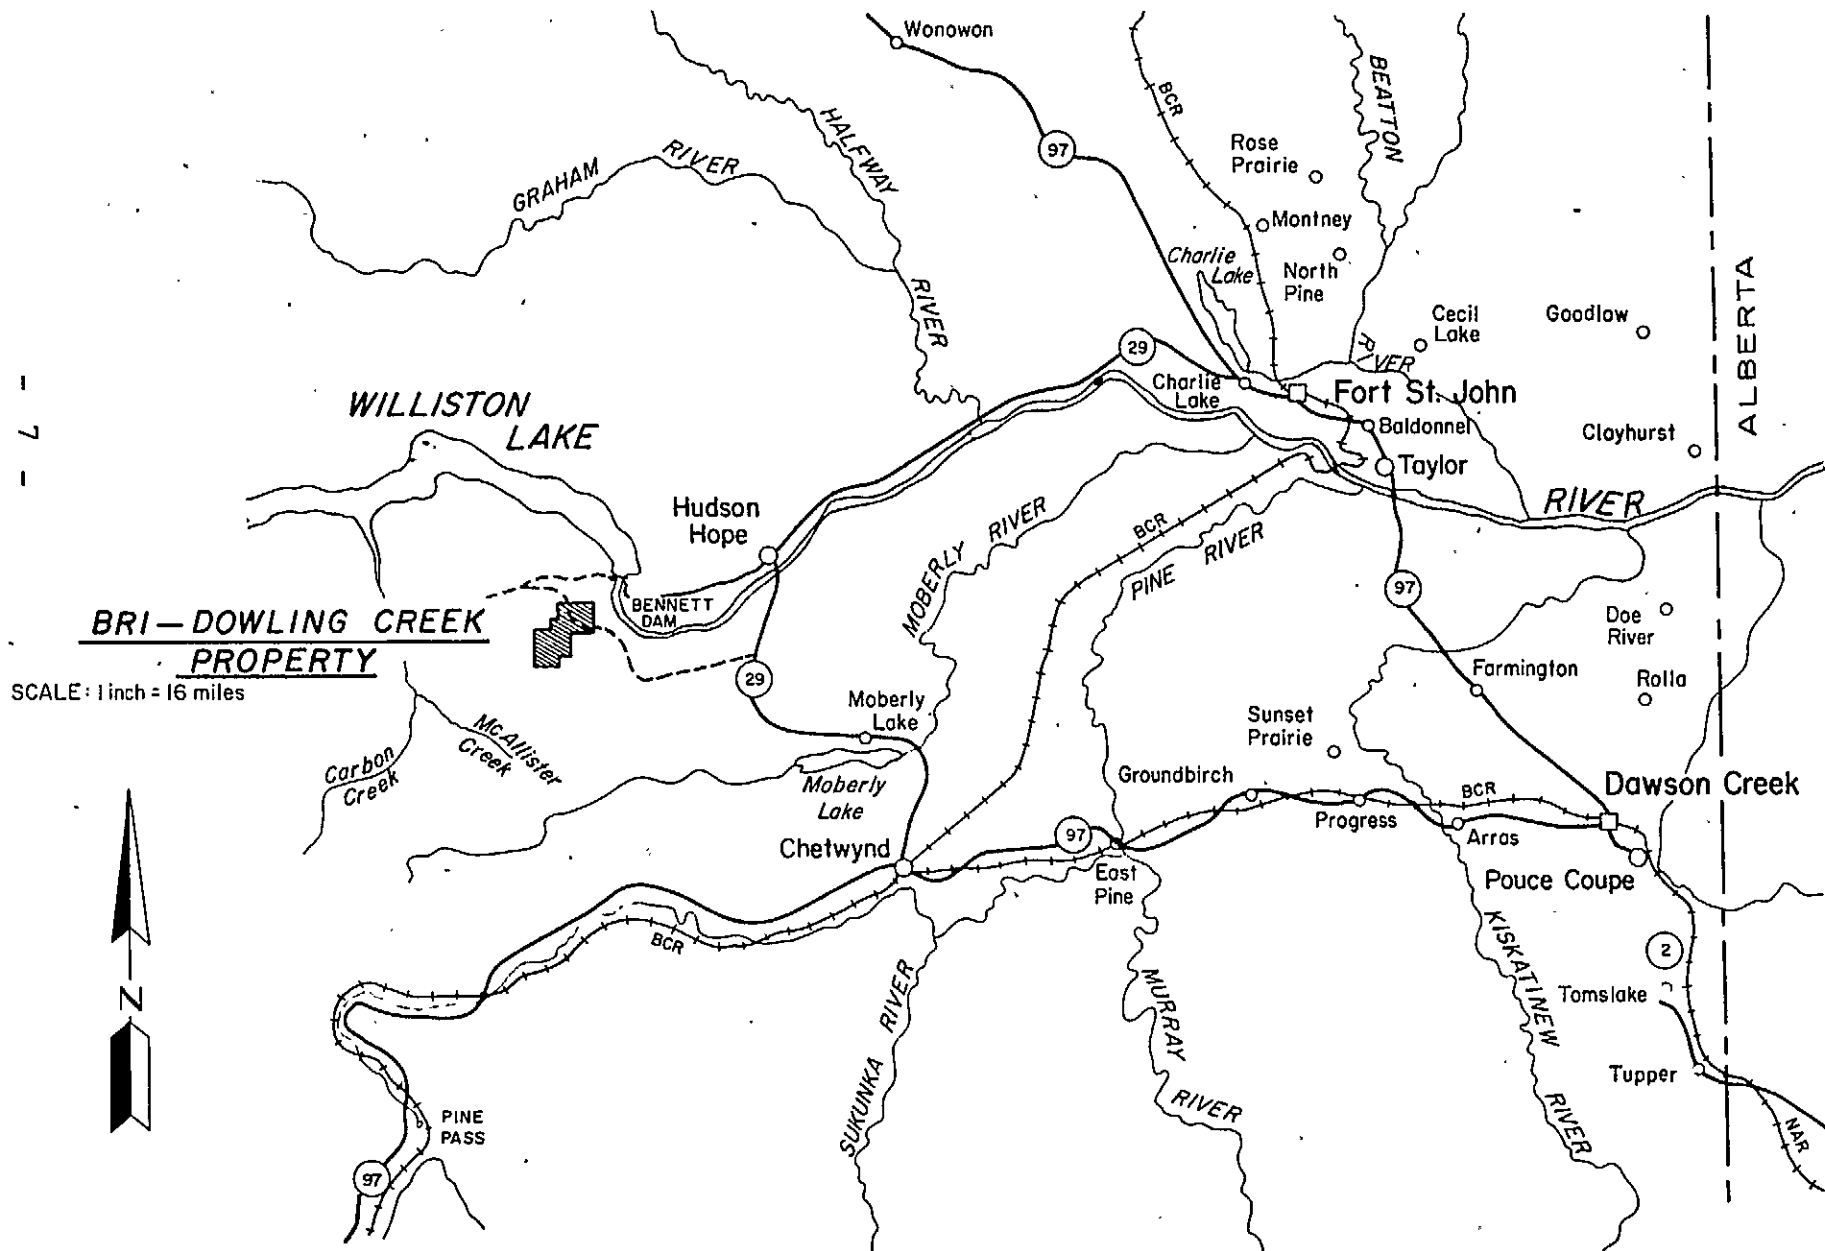 Wonowon
97
BCR
BEATTON
HALFWAY
Rose
Prairie
GRAHAM RIVER
Montney
Charlie
Lake
North
Pine
ALBERTA
RIVER
Cecil
Lake
Goodlow
29
RIVER
Charlie
Lake
Fort St. John
WILLISTON
LAKE
Baldonnel
Clayhurst
Taylor
- 7 -
Hudson
Hope
RIVER
MOBERLY RIVER
BCR
PINE RIVER
97
BENNETT
DAM
BRI—DOWLING CREEK
PROPERTY
SCALE: 1 inch = 16 miles
Doe
River
Farmington
Rolla
29
Moberly
Lake
Sunset
Prairie
McAllister
Creek
Carbon
Creek
Moberly
Lake
Groundbirch
BCR
Dawson Creek
Progress
Arras
97
Chetwynd
East
Pine
Pouce Coupe
BCR
KISKATINEW
RIVER
2
Tomslake
SUKUNKA RIVER
MURRAY
RIVER
N
Tupper
PINE
PASS
NAR
97